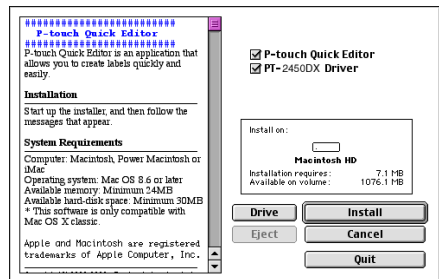 ##########################
P-touch Quick Editor
##########################
P-touch Quick Editor is an application that
allows you to create labels quickly and
easily.
Installation
Start up the installer, and then follow the
messages that appear.
System Requirements
Computer: Macintosh, Power Macintosh or
iMac
Operating system: Mac OS 8.6 or later
Available memory: Minimum 24MB
Available hard-disk space: Minimum 30MB
* This software is only compatible with
Mac OS X classic.
Apple and Macintosh are registered
trademarks of Apple Computer, Inc.
P-touch Quick Editor
PT-2450DX Driver
Install on:
Macintosh HD
Installation requires: 7.1 MB
Available on volume: 1076.1 MB
Drive
Install
Eject
Cancel
Quit